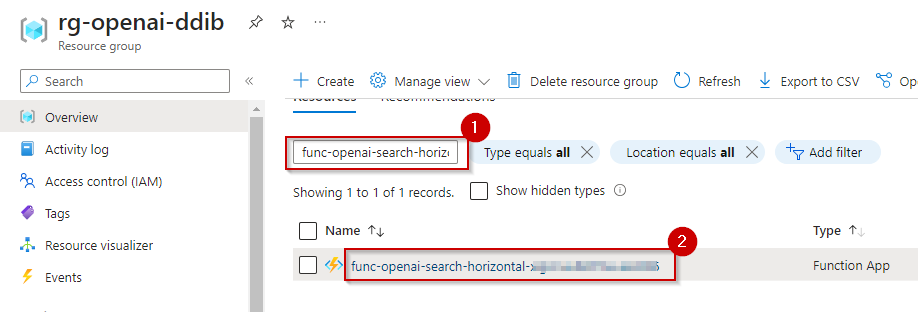 rg-openai-ddib
Resource group
Search
Overview
Activity log
Access control (IAM)
Tags
Resource visualizer
Events
Create Manage view Delete resource group Refresh Export to CSV
Resources Recommendations
1
func-openai-search-horiz Type equals all Location equals all Add filter
Showing 1 to 1 of 1 records. Show hidden types
Name Type
2
func-openai-search-horizontal- Function App